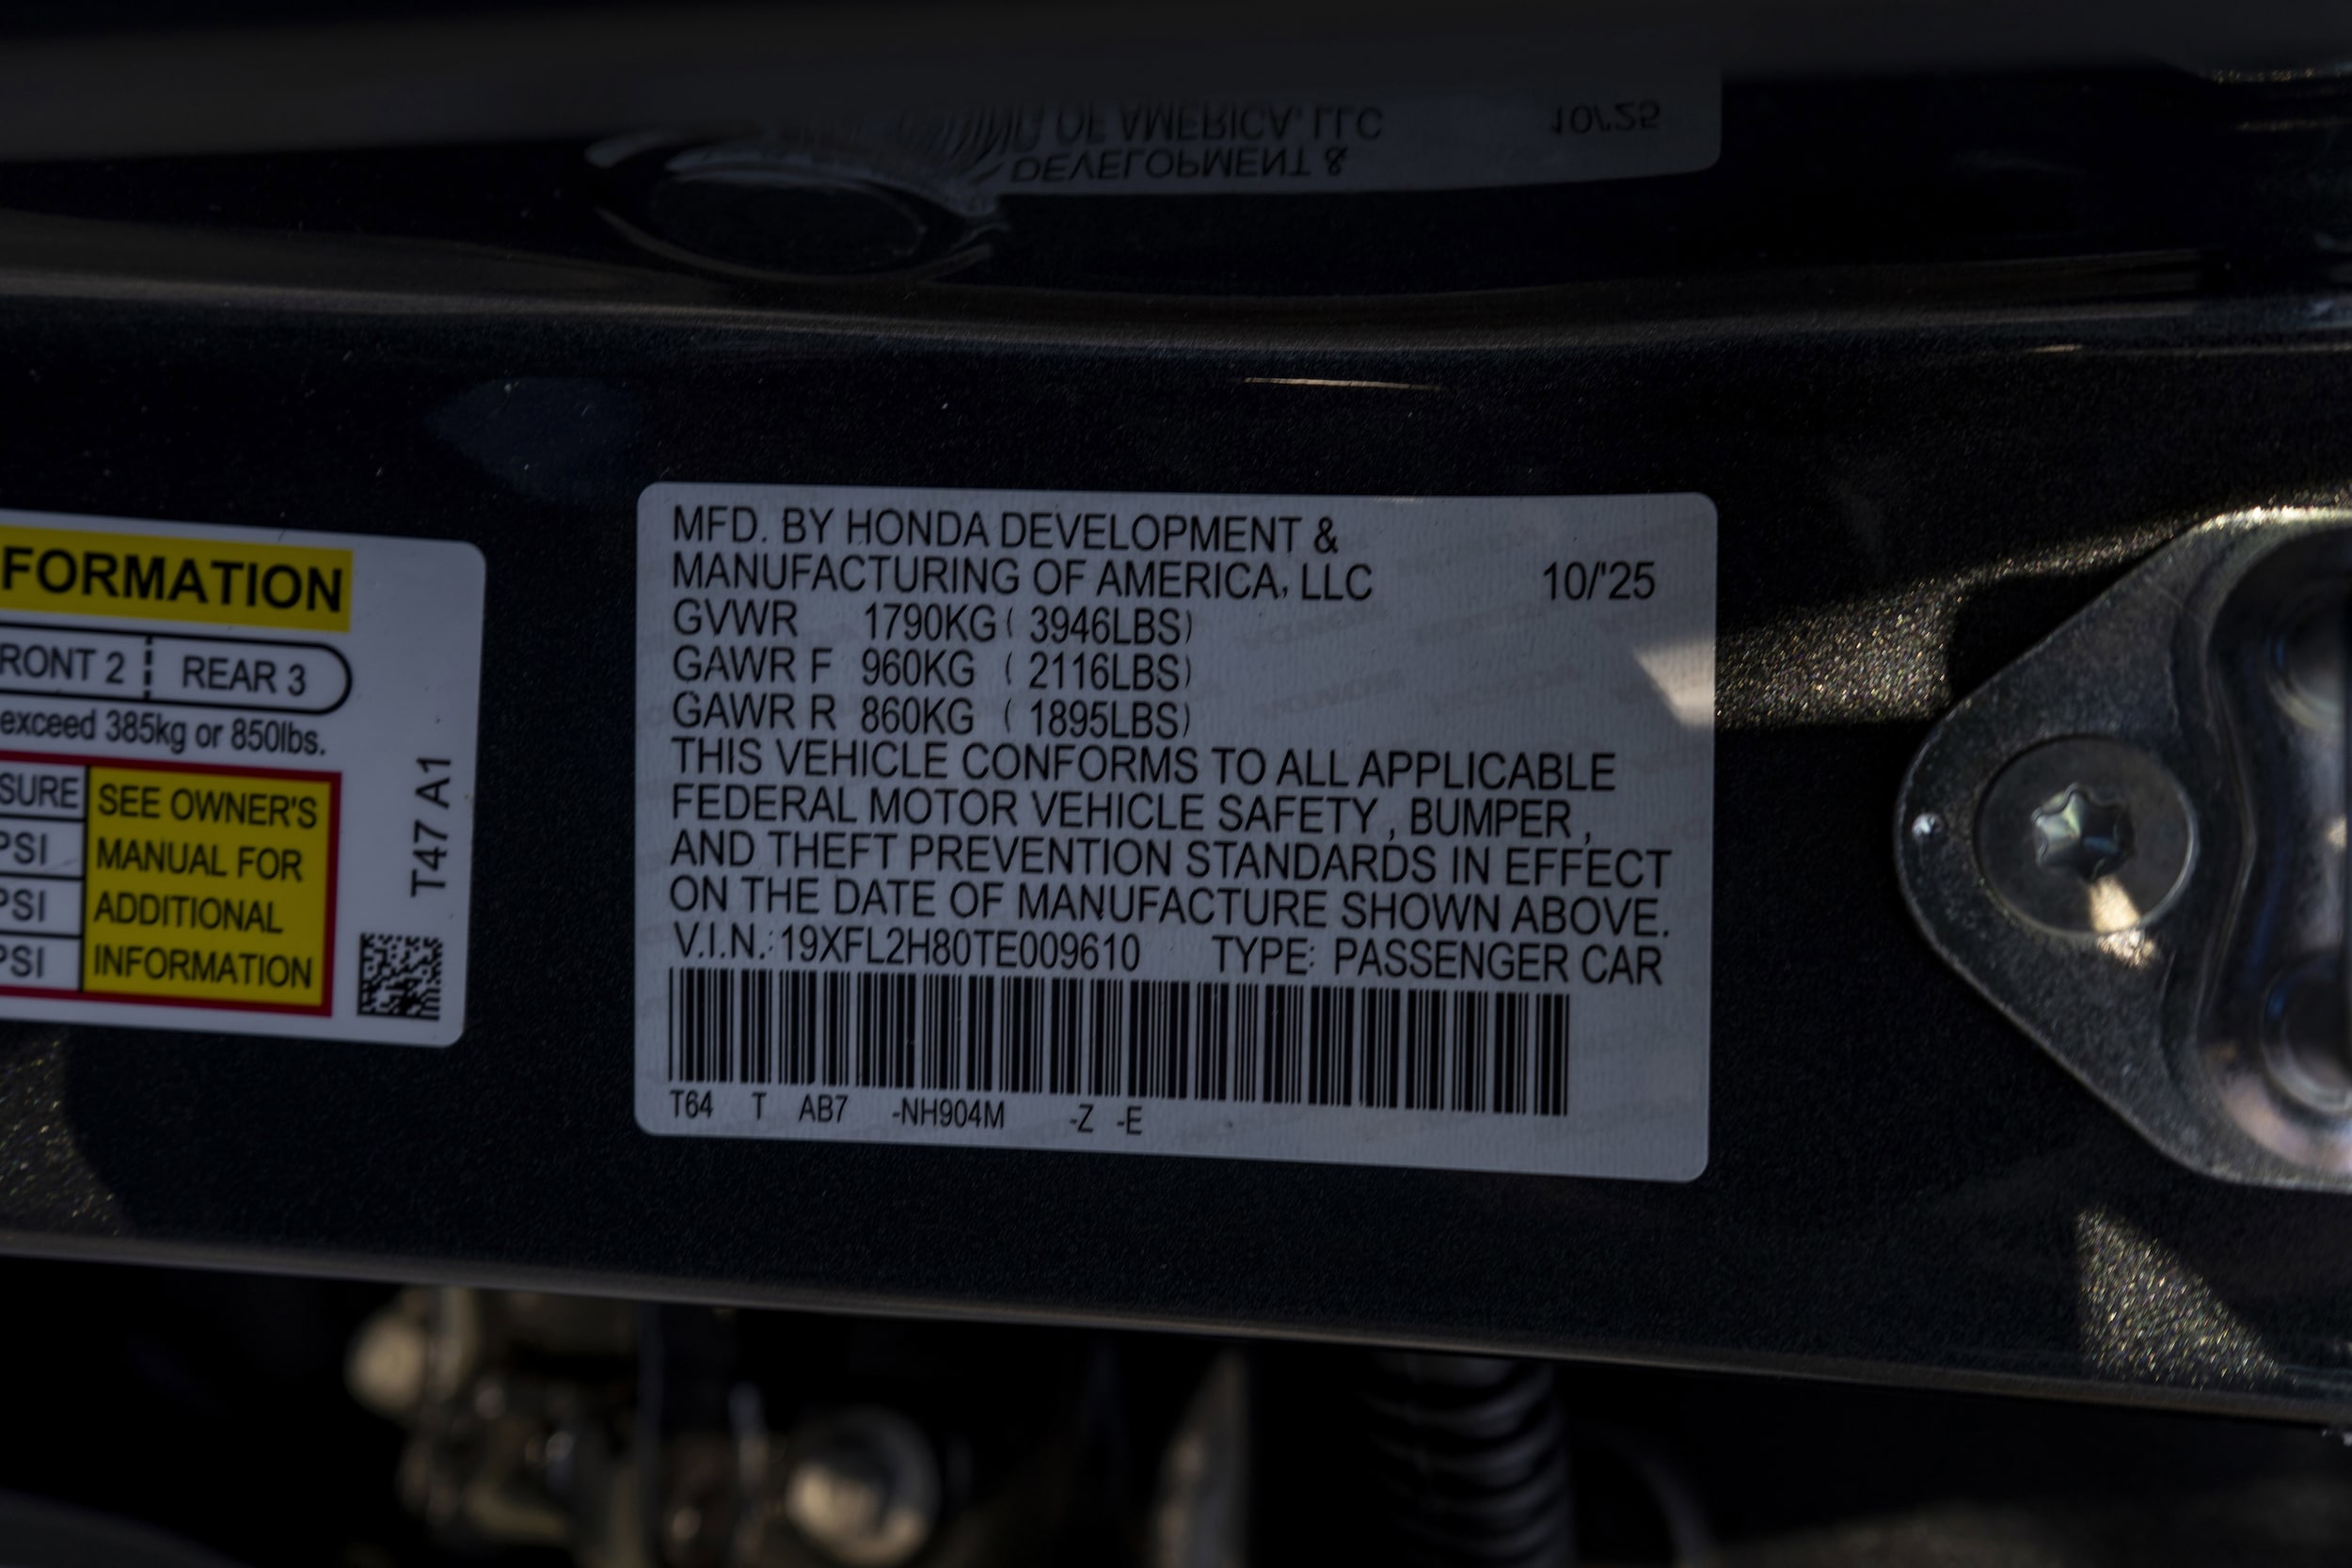 OF AMERICA, LLC 10/'25
DEVELOPMENT &
FORMATION
RONT 2 REAR 3
exceed 385kg or 850lbs.
SURE
PSI
PSI
PSI
SEE OWNER'S
MANUAL FOR
ADDITIONAL
INFORMATION
T47 A1
MFD. BY HONDA DEVELOPMENT &
MANUFACTURING OF AMERICA, LLC 10/'25
GVWR 1790KG ( 3946LBS)
GAWR F 960KG ( 2116LBS)
GAWR R 860KG ( 1895LBS)
THIS VEHICLE CONFORMS TO ALL APPLICABLE
FEDERAL MOTOR VEHICLE SAFETY , BUMPER ,
AND THEFT PREVENTION STANDARDS IN EFFECT
ON THE DATE OF MANUFACTURE SHOWN ABOVE.
V.I.N.: 19XFL2H80TE009610 TYPE: PASSENGER CAR
T64 T AB7 -NH904M -Z -E